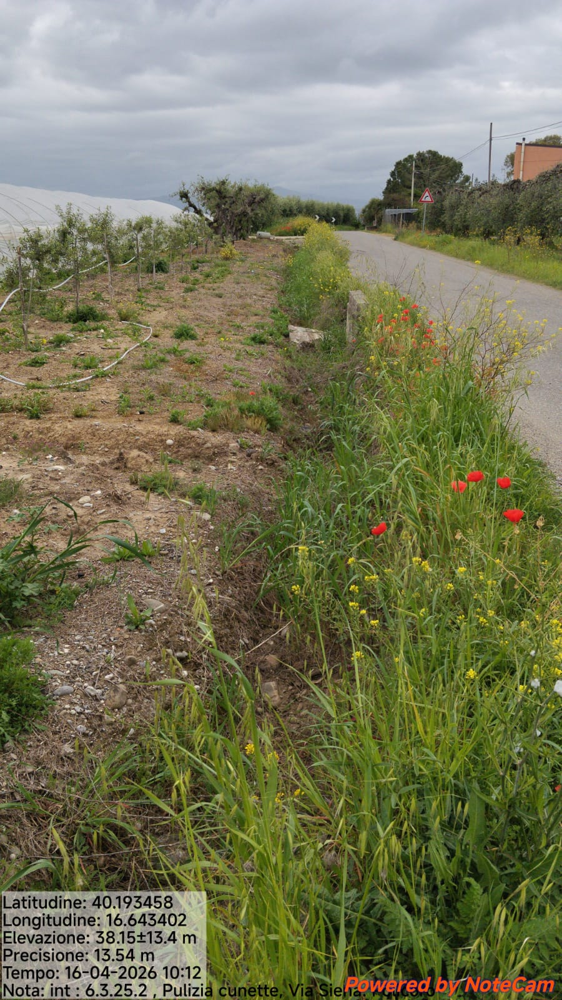 Latitudine: 40.193458
Longitudine: 16.643402
Elevazione: 38.15±13.4 m
Precisione: 13.54 m
Tempo: 16-04-2026 10:12
Nota: int : 6.3.25.2 , Pulizia cunette, Via Siena.
Powered by NoteCam